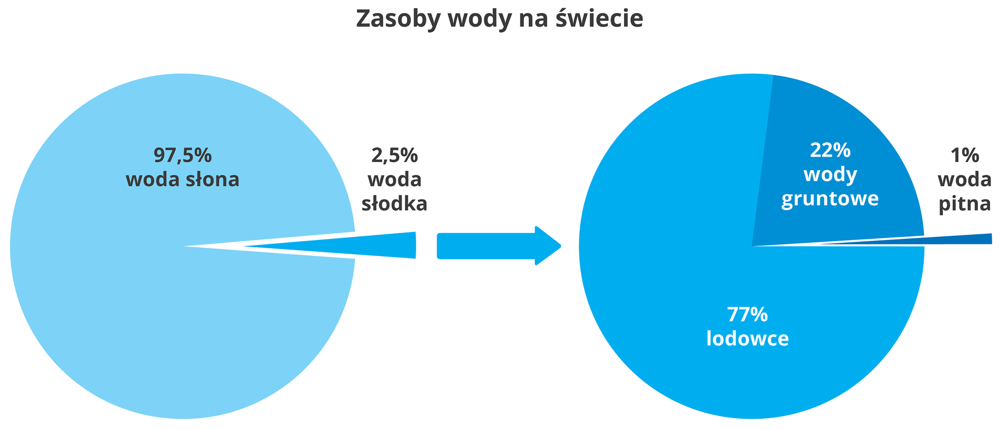 Zasoby wody na świecie
97,5%
woda słona
2,5%
woda
słodka
22%
wody
gruntowe
1%
woda
pitna
77%
lodowce